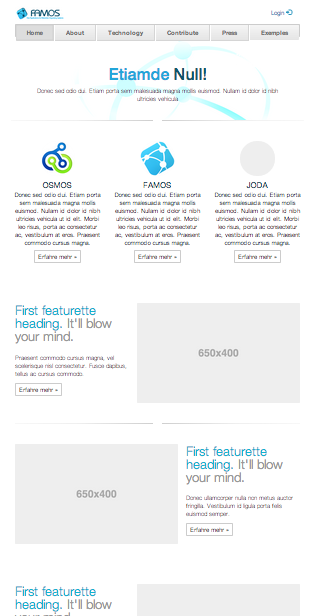 FAMOS
Login
Home About Technology Contribute Press Examples
Etiamde Null!
Donec sed odio dui. Etiam porta sem malesuada magna mollis euismod. Nullam id dolor id nibh
ultricies vehicula
OSMOS
Donec sed odio dui. Etiam porta
sem malesuada magna mollis
euismod. Nullam id dolor id nibh
ultricies vehicula ut id elit. Morbi
leo risus, porta ac consectetur
ac, vestibulum at eros. Praesent
commodo cursus magna.
Erfahre mehr »
FAMOS
Donec sed odio dui. Etiam porta
sem malesuada magna mollis
euismod. Nullam id dolor id nibh
ultricies vehicula ut id elit. Morbi
leo risus, porta ac consectetur
ac, vestibulum at eros. Praesent
commodo cursus magna.
Erfahre mehr »
JODA
Donec sed odio dui. Etiam porta
sem malesuada magna mollis
euismod. Nullam id dolor id nibh
ultricies vehicula ut id elit. Morbi
leo risus, porta ac consectetur
ac, vestibulum at eros. Praesent
commodo cursus magna.
Erfahre mehr »
First featurette
heading. It'll blow
your mind.
Praesent commodo cursus magna, vel
scelerisque nisl consectetur. Fusce dapibus,
tellus ac cursus commodo.
Erfahre mehr »
650x400
650x400
First featurette
heading. It'll blow
your mind.
Donec ullamcorper nulla non metus auctor
fringilla. Vestibulum id ligula porta felis
euismod semper.
Erfahre mehr »
First featurette
heading. It'll blow